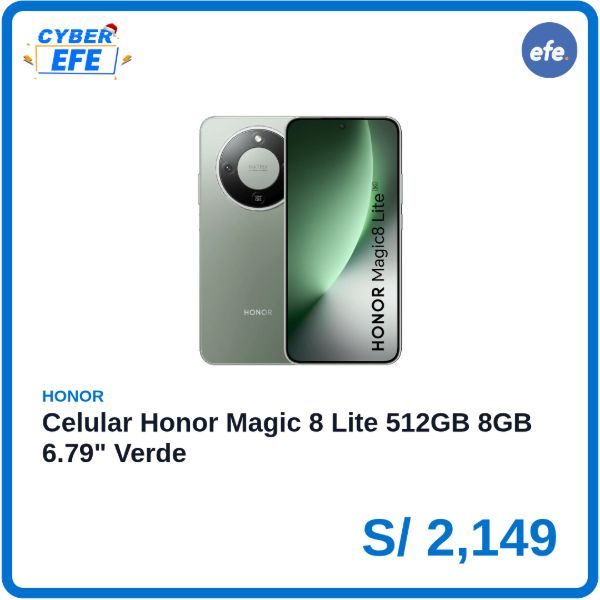 CYBER
EFE
efe.
HONOR
HONOR Magic8 Lite 5G
HONOR
Celular Honor Magic 8 Lite 512GB 8GB
6.79" Verde
S/ 2,149